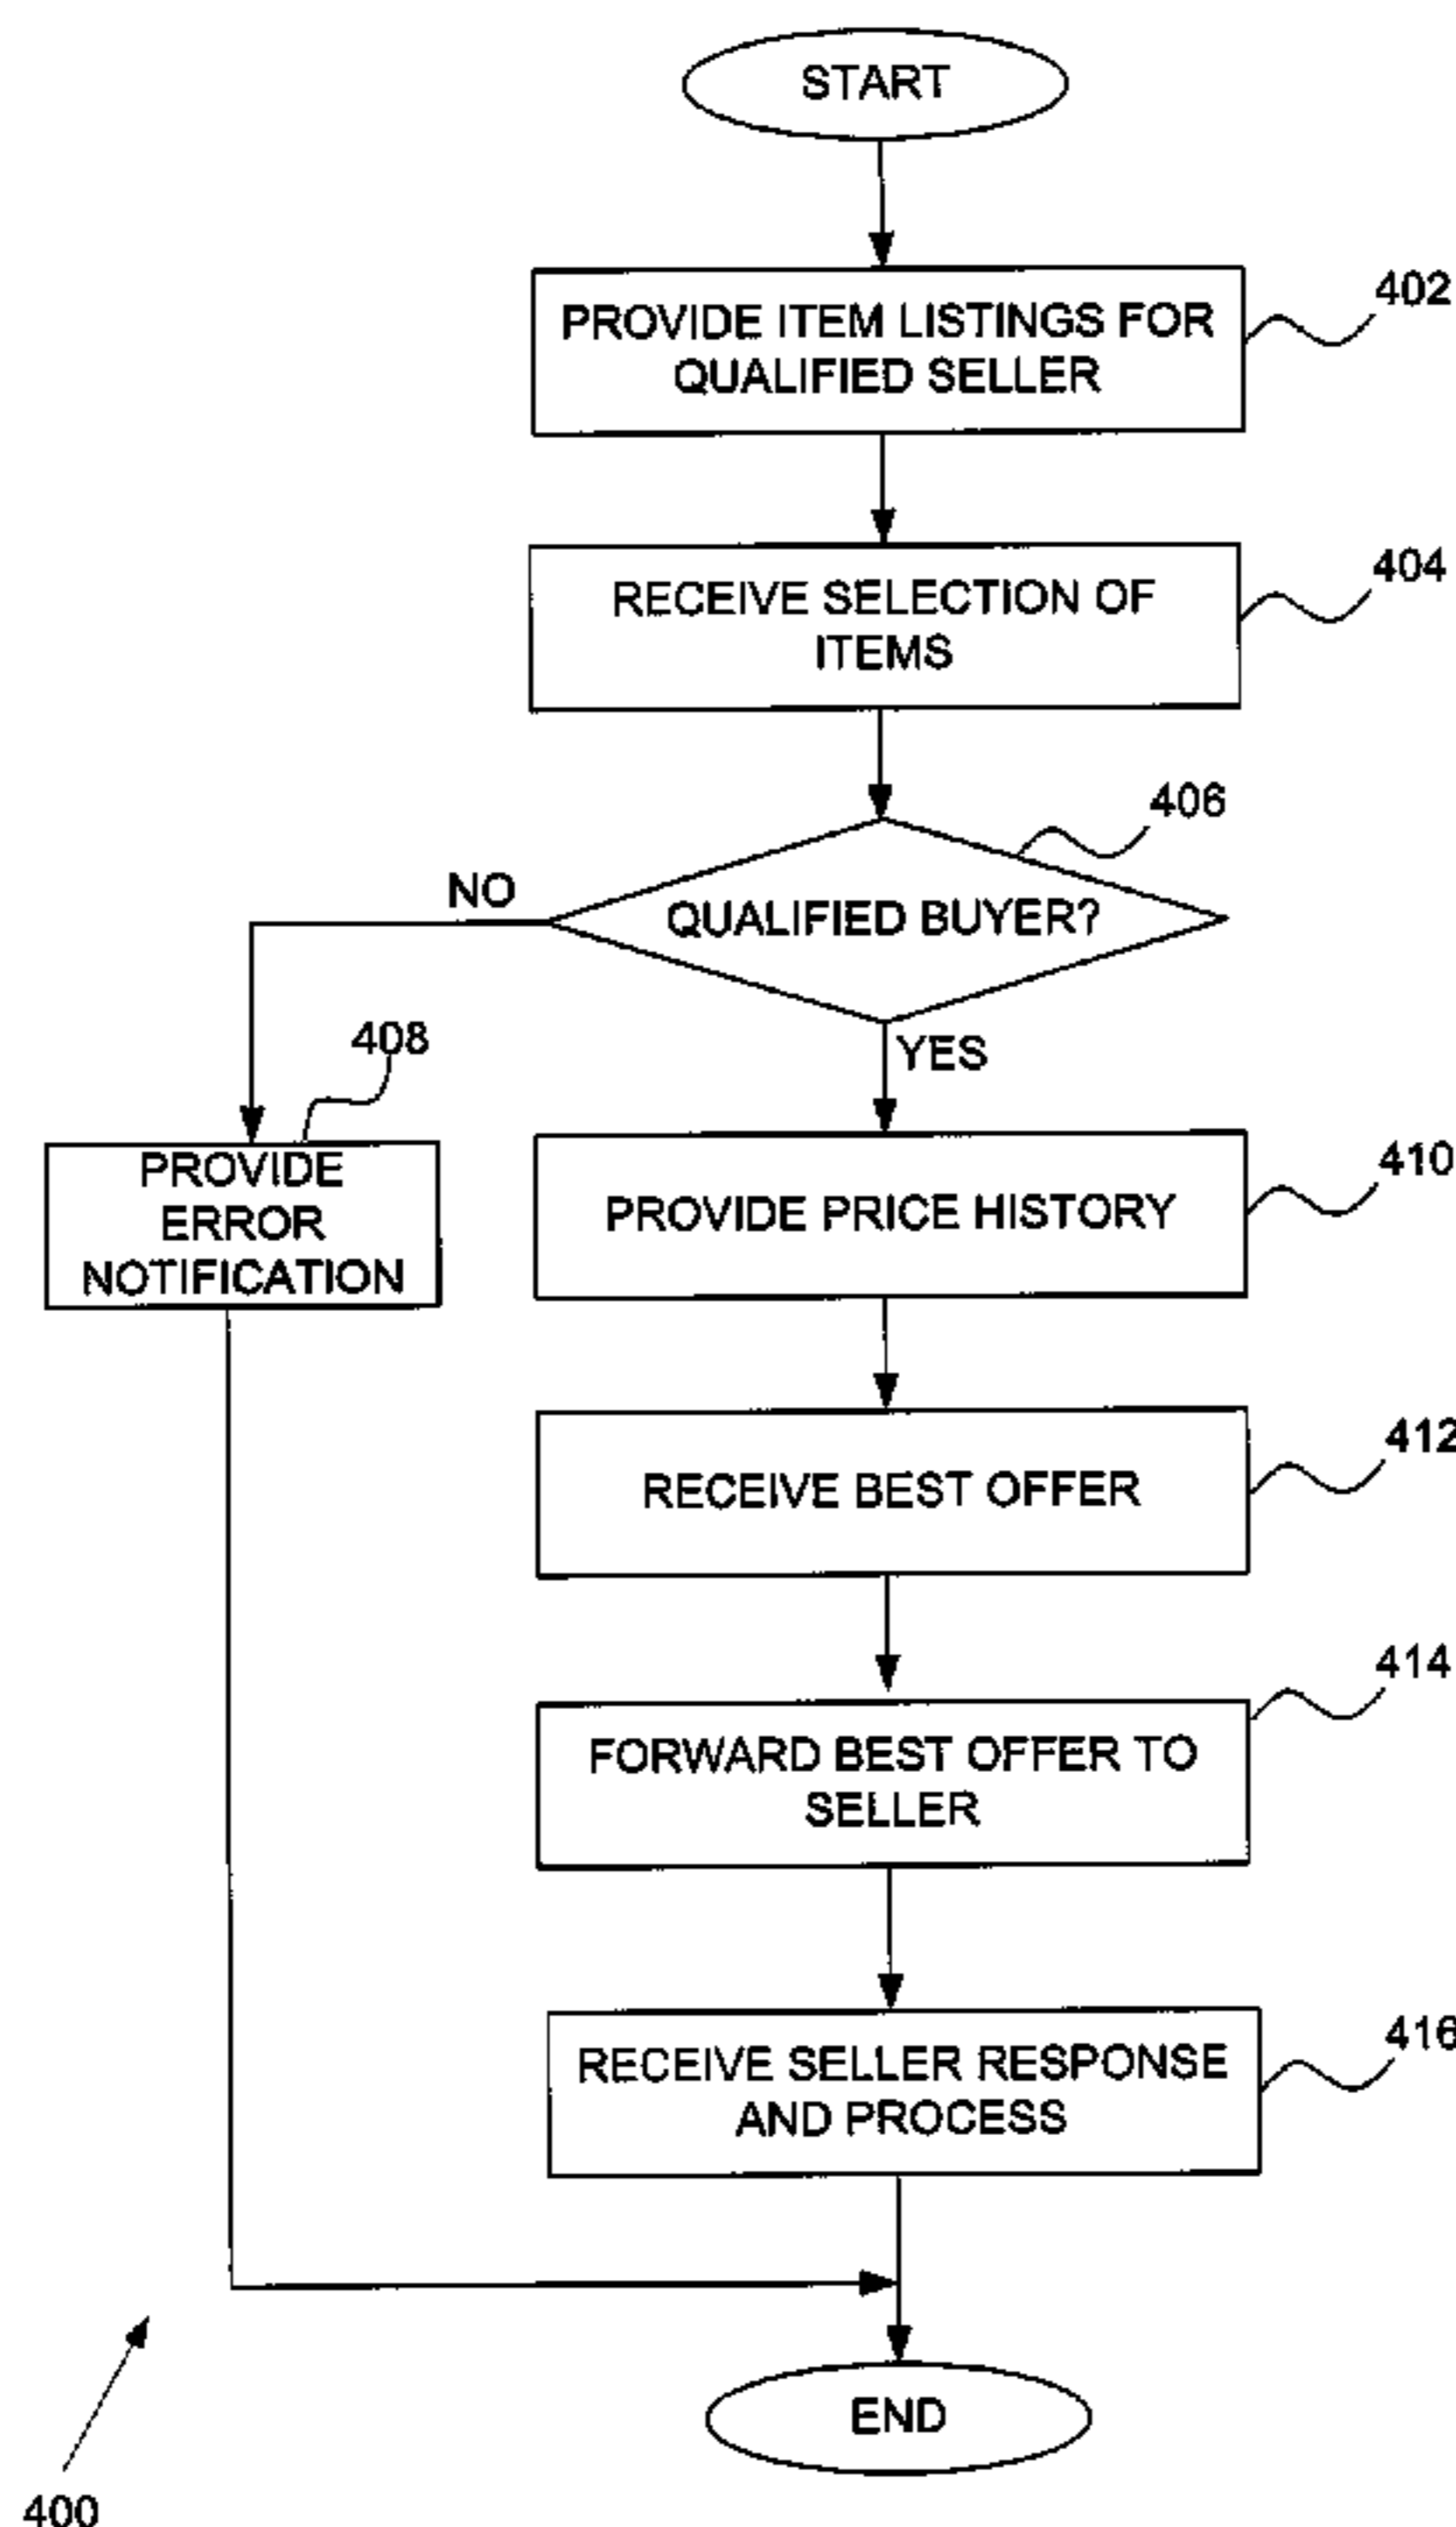 START
PROVIDE ITEM LISTINGS FOR
QUALIFIED SELLER
402
RECEIVE SELECTION OF
ITEMS
404
406
QUALIFIED BUYER?
NO
YES
408
PROVIDE
ERROR
NOTIFICATION
PROVIDE PRICE HISTORY
410
RECEIVE BEST OFFER
412
FORWARD BEST OFFER TO
SELLER
414
RECEIVE SELLER RESPONSE
AND PROCESS
416
END
400